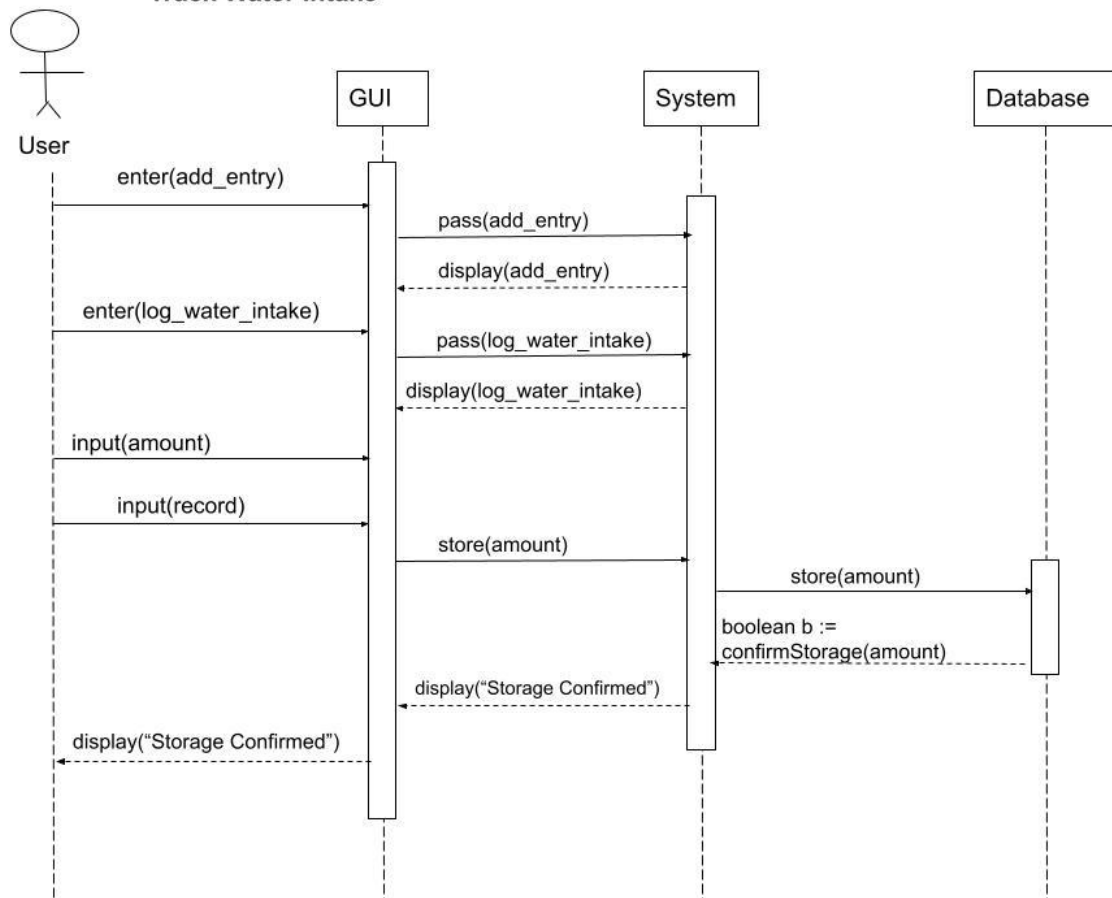 GUI
System
Database
User
enter(add_entry)
pass(add_entry)
display(add_entry)
enter(log_water_intake)
pass(log_water_intake)
display(log_water_intake)
input(amount)
input(record)
store(amount)
store(amount)
boolean b :=
confirmStorage(amount)
display(“Storage Confirmed”)
display(“Storage Confirmed”)